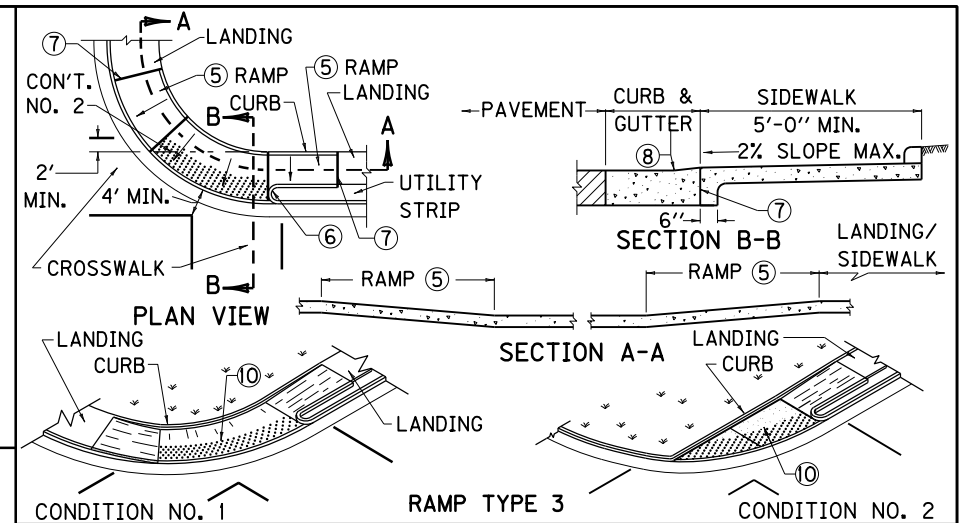 A
LANDING
⑦
⑤ RAMP
⑤ RAMP
CON'T.
NO. 2
CURB
LANDING
B
A
2'
MIN.
4' MIN.
UTILITY
STRIP
⑥
⑦
CROSSWALK
B
PLAN VIEW
PAVEMENT
CURB &
GUTTER
SIDEWALK
5'-0" MIN.
2% SLOPE MAX.
⑧
⑦
6"
SECTION B-B
LANDING/
SIDEWALK
RAMP ⑤
RAMP ⑤
SECTION A-A
LANDING
CURB
⑩
LANDING
CONDITION NO. 1
RAMP TYPE 3
LANDING
CURB
⑩
CONDITION NO. 2